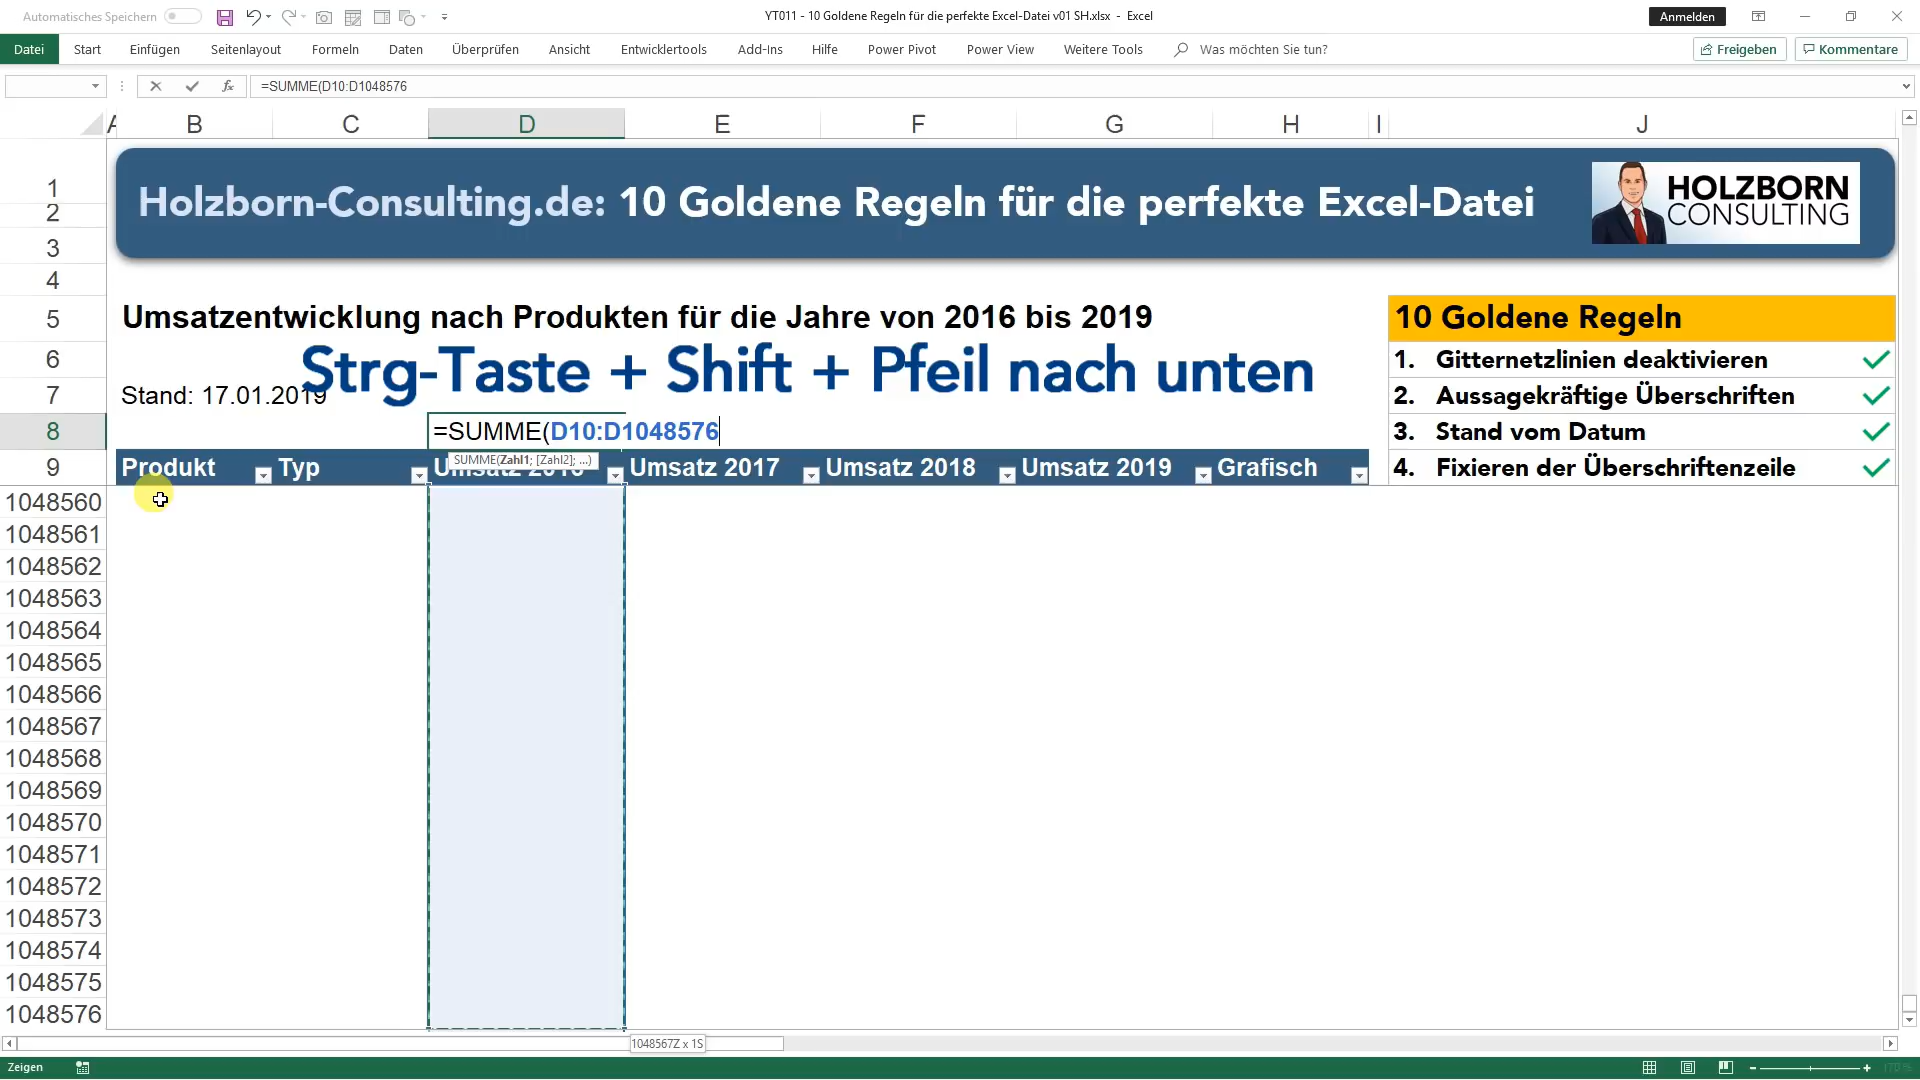 Automatisches Speichern
YT011 - 10 Goldene Regeln für die perfekte Excel-Datei v01 SH.xlsx - Excel
Anmelden
Datei Start Einfügen Seitenlayout Formeln Daten Überprüfen Ansicht Entwicklertools Add-Ins Hilfe Power Pivot Power View Weitere Tools Was möchten Sie tun? Freigeben Kommentare
fx =SUMME(D10:D1048576
A B C D E F G H I J
1
Holzborn-Consulting.de: 10 Goldene Regeln für die perfekte Excel-Datei
HOLZBORN
CONSULTING
2
3
4
5 Umsatzentwicklung nach Produkten für die Jahre von 2016 bis 2019 10 Goldene Regeln
6 Strg-Taste + Shift + Pfeil nach unten 1. Gitternetzlinien deaktivieren
7 Stand: 17.01.2019 2. Aussagekräftige Überschriften
8 =SUMME(D10:D1048576 3. Stand vom Datum
SUMME(Zahl1; [Zahl2]; ...)
9 Produkt Typ Umsatz 2016 Umsatz 2017 Umsatz 2018 Umsatz 2019 Grafisch 4. Fixieren der Überschriftenzeile
1048560
1048561
1048562
1048563
1048564
1048565
1048566
1048567
1048568
1048569
1048570
1048571
1048572
1048573
1048574
1048575
1048576
1048567Z x 1S
Zeigen